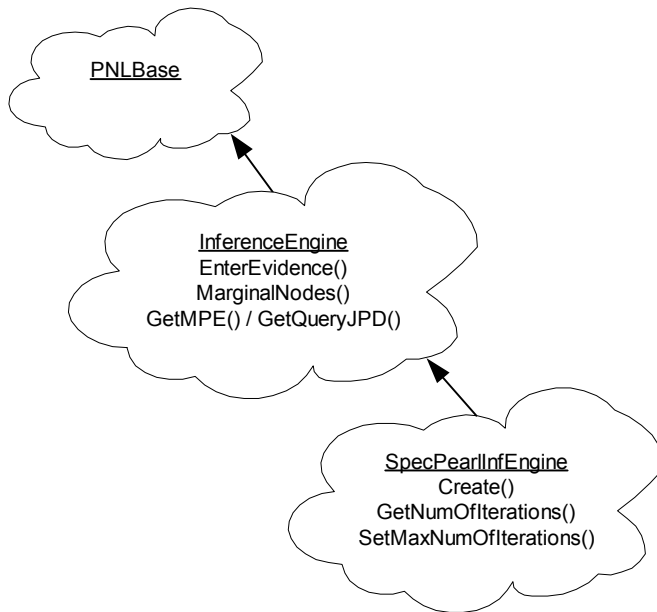 PNLBase
InferenceEngine
EnterEvidence()
MarginalNodes()
GetMPE() / GetQueryJPD()
SpecPearlInfEngine
Create()
GetNumOfIterations()
SetMaxNumOfIterations()